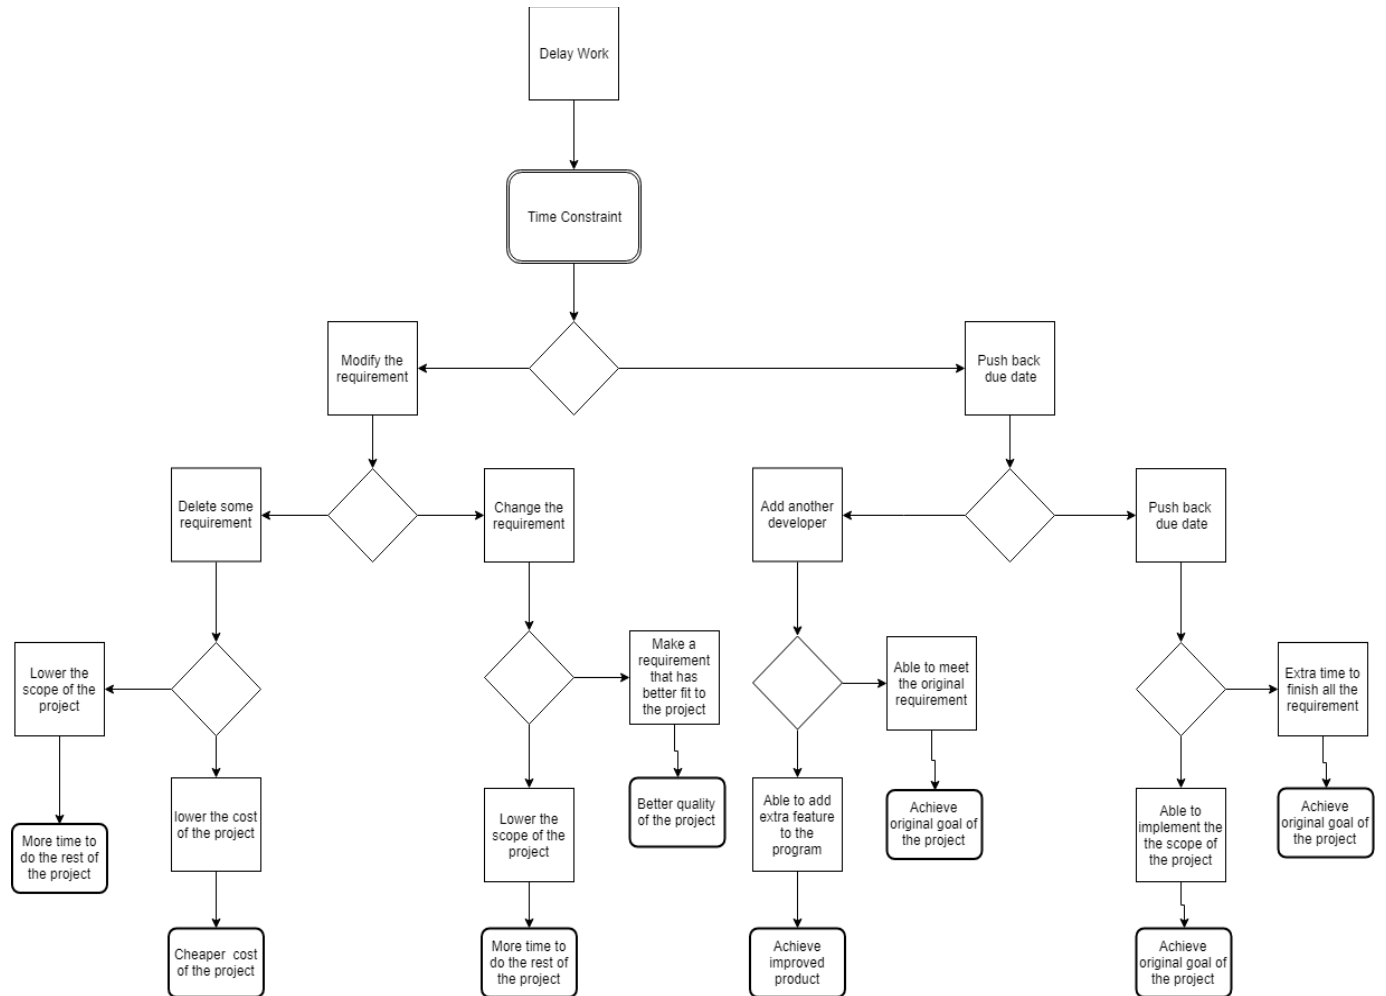 Delay Work
Time Constraint
Modify the
requirement
Push back
due date
Delete some
requirement
Change the
requirement
Add another
developer
Push back
due date
Lower the
scope of the
project
Make a
requirement
that has
better fit to
the project
Able to meet
the original
requirement
Extra time to
finish all the
requirement
lower the cost
of the project
Lower the
scope of the
project
Better quality
of the project
Able to add
extra feature
to the
program
Achieve
original goal of
the project
Able to
implement the
the scope of
the project
Achieve
original goal of
the project
More time to
do the rest of
the project
Cheaper cost
of the project
More time to
do the rest of
the project
Achieve
improved
product
Achieve
original goal of
the project